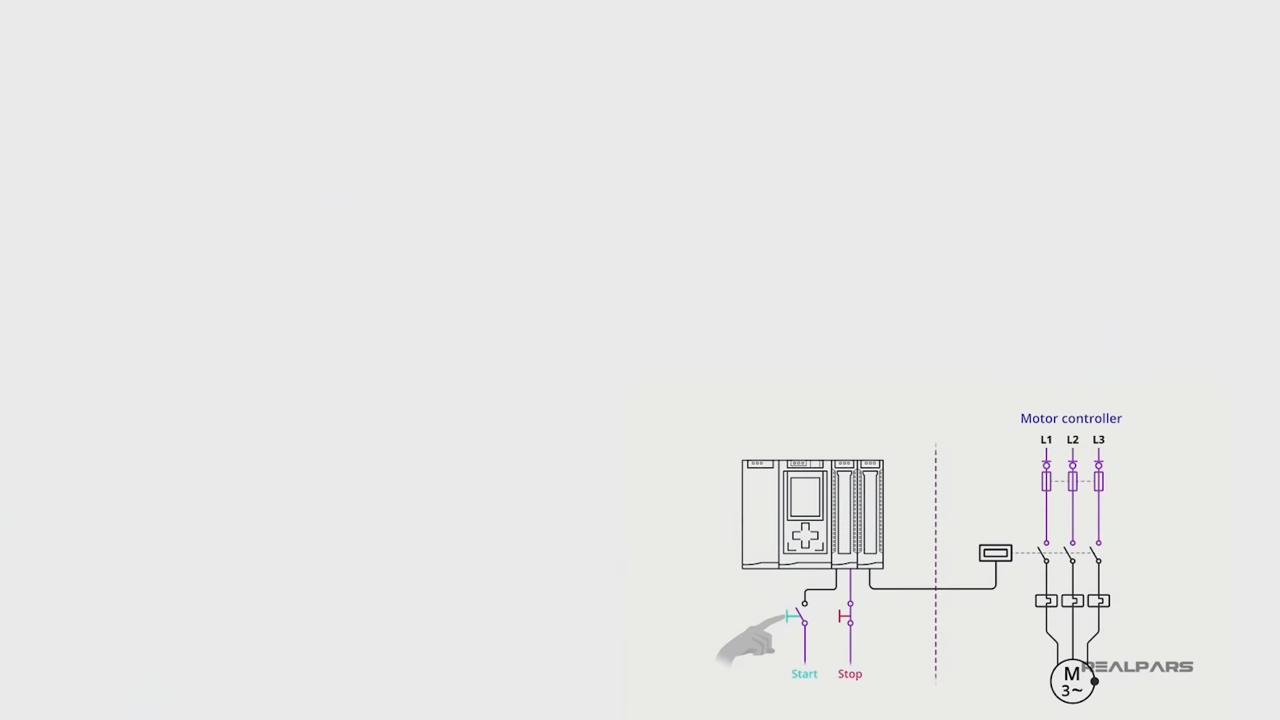 Motor controller
L1 L2 L3
Start Stop
M
3~
REALPARS